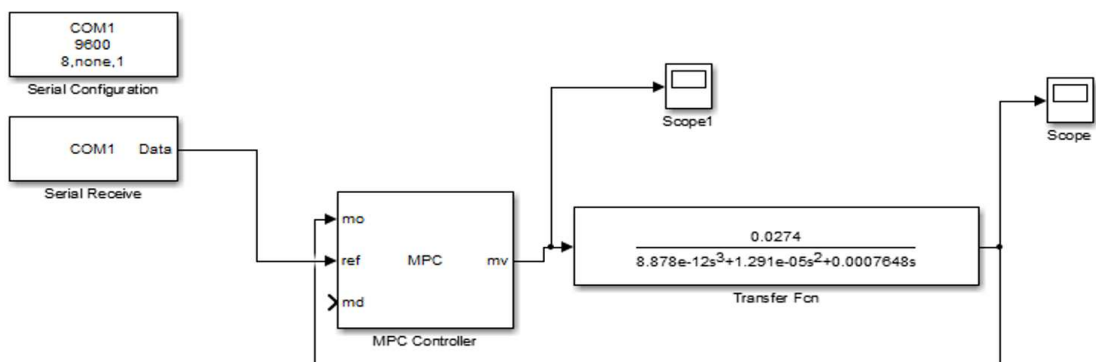 COM1
9600
8,none,1
Serial Configuration
COM1 Data
Serial Receive
Scope1
Scope
mo
ref MPC mv
md
MPC Controller
0.0274
8.878e-12s³+1.291e-05s²+0.0007648s
Transfer Fcn